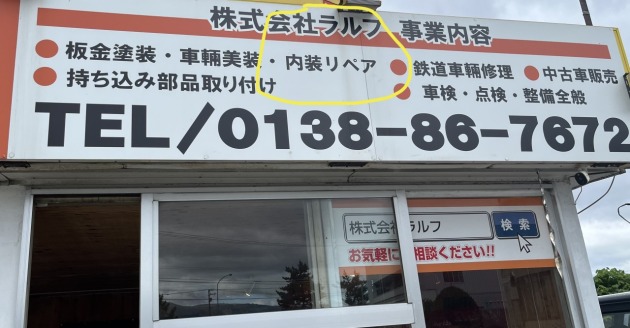 株式会社ラルフ 事業内容
●板金塗装・車輛美装・内装リペア ●鉄道車輛修理 ●中古車販売
●持ち込み部品取り付け ●車検・点検・整備全般
TEL/0138-86-7672
株式会社ラルフ 検索
お気軽にご相談ください!!